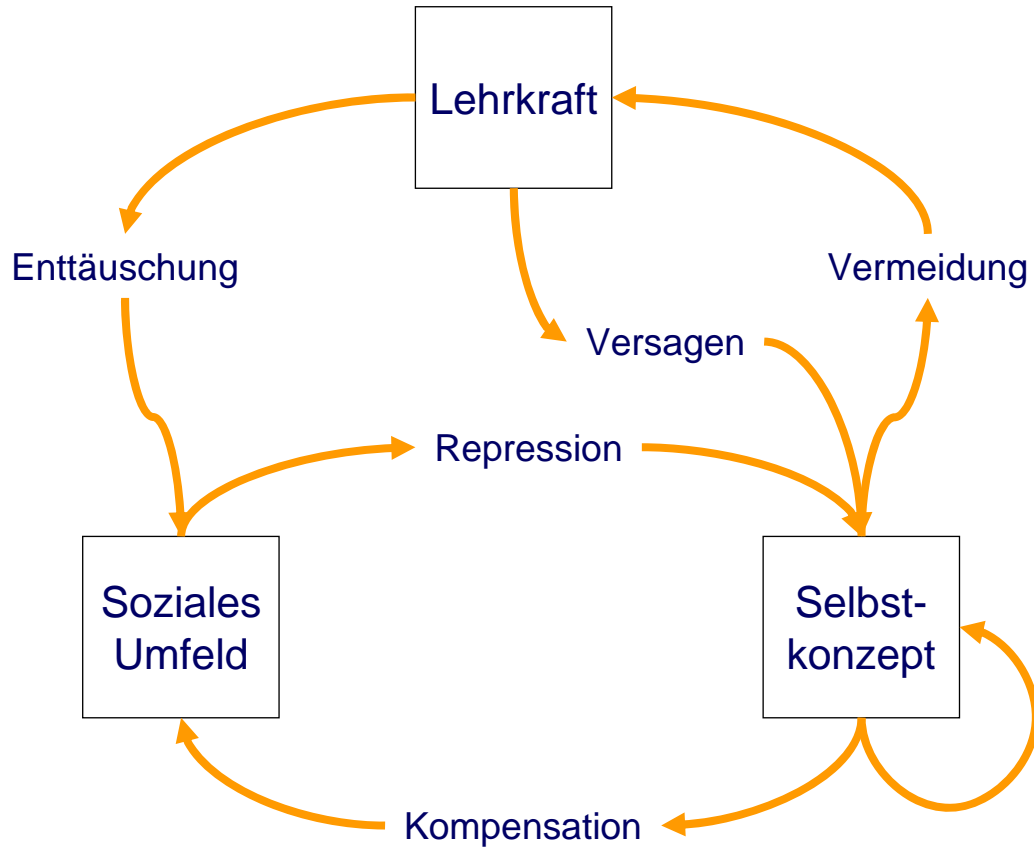 Lehrkraft
Enttäuschung
Vermeidung
Versagen
Repression
Soziales
Umfeld
Selbst-
konzept
Kompensation